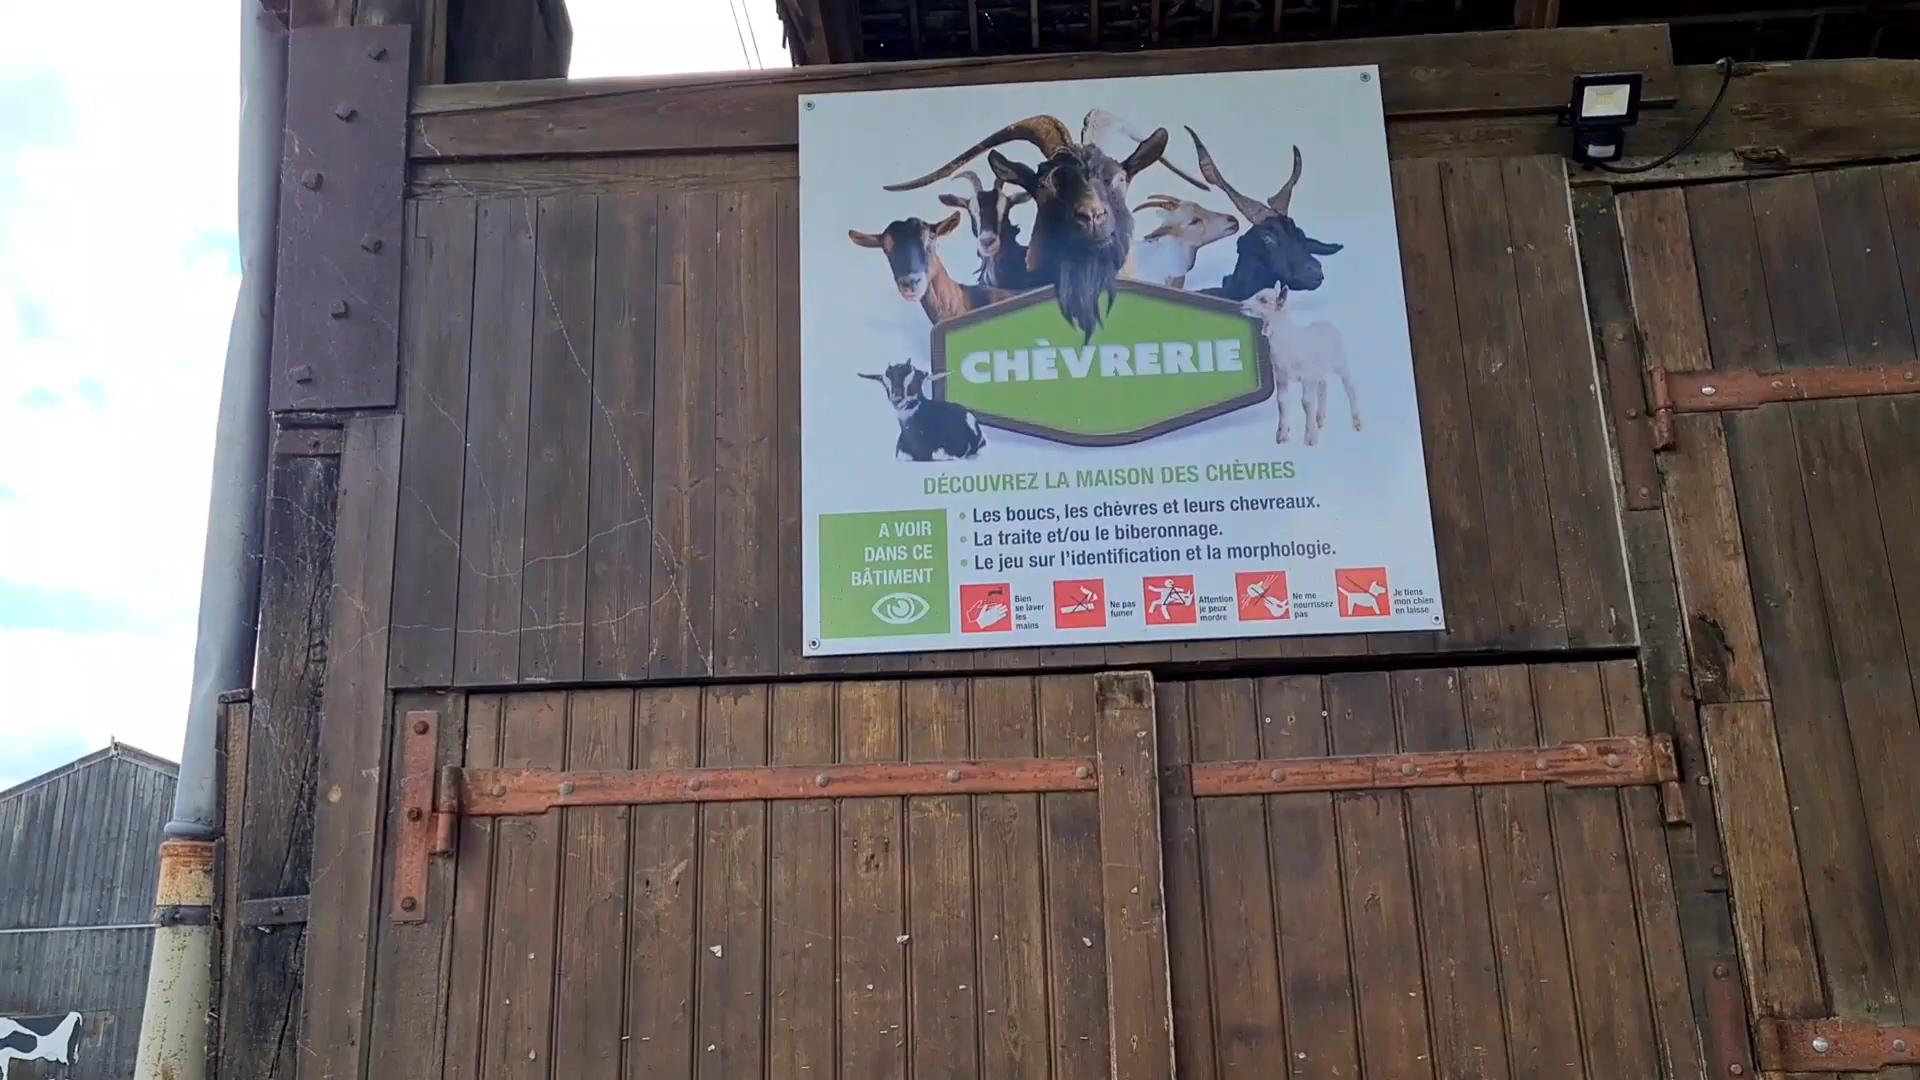 CHÈVRERIE
DÉCOUVREZ LA MAISON DES CHÈVRES
A VOIR
DANS CE
BÂTIMENT
• Les boucs, les chèvres et leurs chevreaux.
• La traite et/ou le biberonnage.
• Le jeu sur l'identification et la morphologie.
Bien
se laver
les
mains
Ne pas
fumer
Attention
je peux
mordre
Ne me
nourrissez
pas
Je tiens
mon chien
en laisse